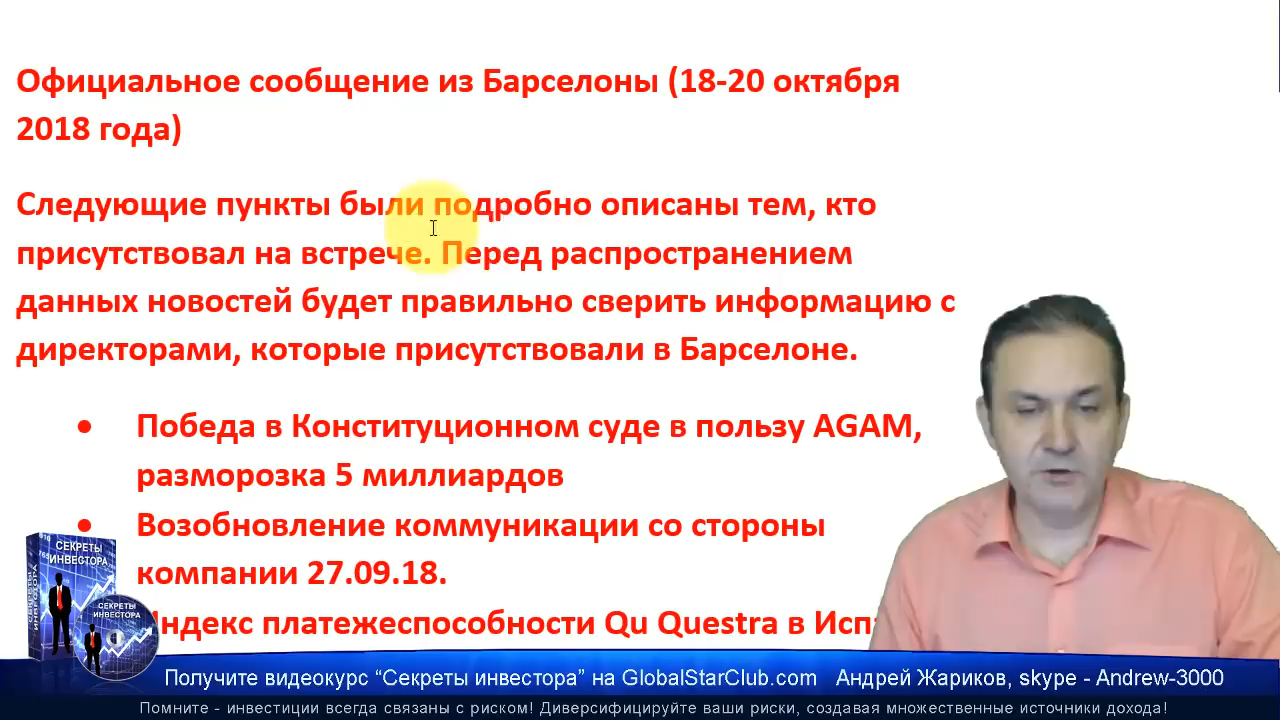 Официальное сообщение из Барселоны (18-20 октября
2018 года)
Следующие пункты были подробно описаны тем, кто
присутствовал на встрече. Перед распространением
данных новостей будет правильно сверить информацию с
директорами, которые присутствовали в Барселоне.
• Победа в Конституционном суде в пользу AGAM,
разморозка 5 миллиардов
• Возобновление коммуникации со стороны
компании 27.09.18.
Индекс платежеспособности Qu Questra в
СЕКРЕТЫ
ИНВЕСТОРА
СЕКРЕТЫ
ИНВЕСТОРА
Получите видеокурс “Секреты инвестора” на GlobalStarClub.com Андрей Жариков, skype - Andrew-3000
Помните - инвестиции всегда связаны с риском! Диверсифицируйте ваши риски, создавая множественные источники дохода!